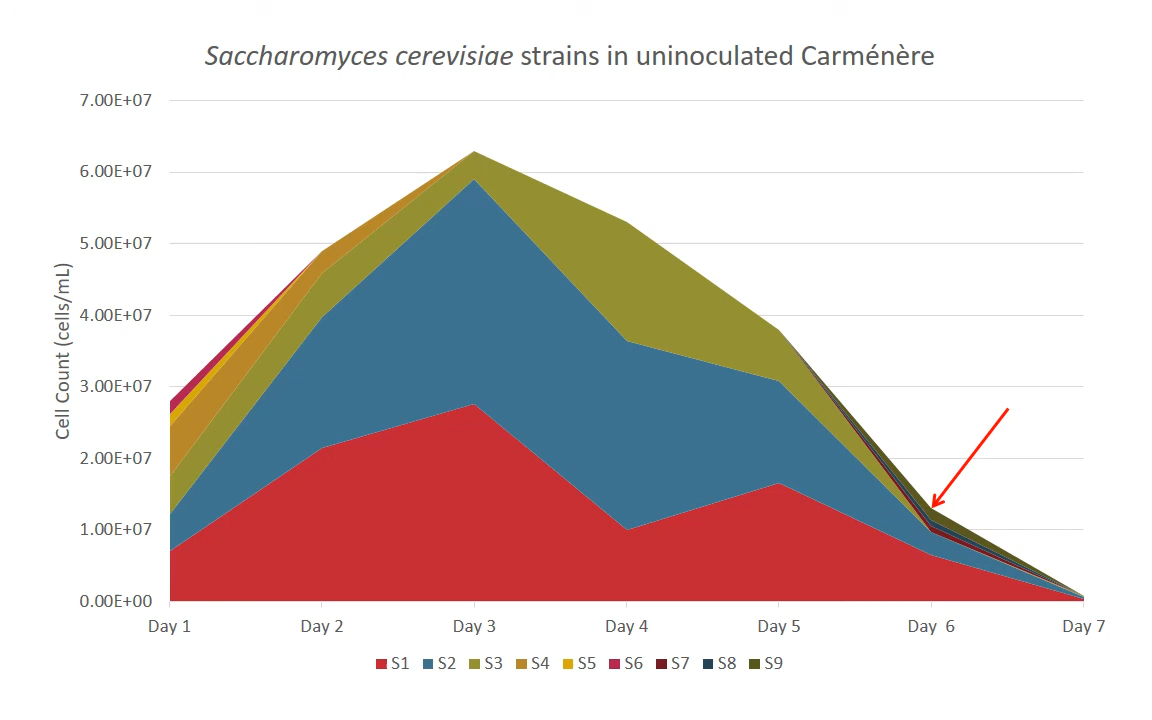 Saccharomyces cerevisiae strains in uninoculated Carménère
7.00E+07
6.00E+07
5.00E+07
4.00E+07
3.00E+07
2.00E+07
1.00E+07
0.00E+00
Cell Count (cells/mL)
Day 1 Day 2 Day 3 Day 4 Day 5 Day 6 Day 7
S1 S2 S3 S4 S5 S6 S7 S8 S9